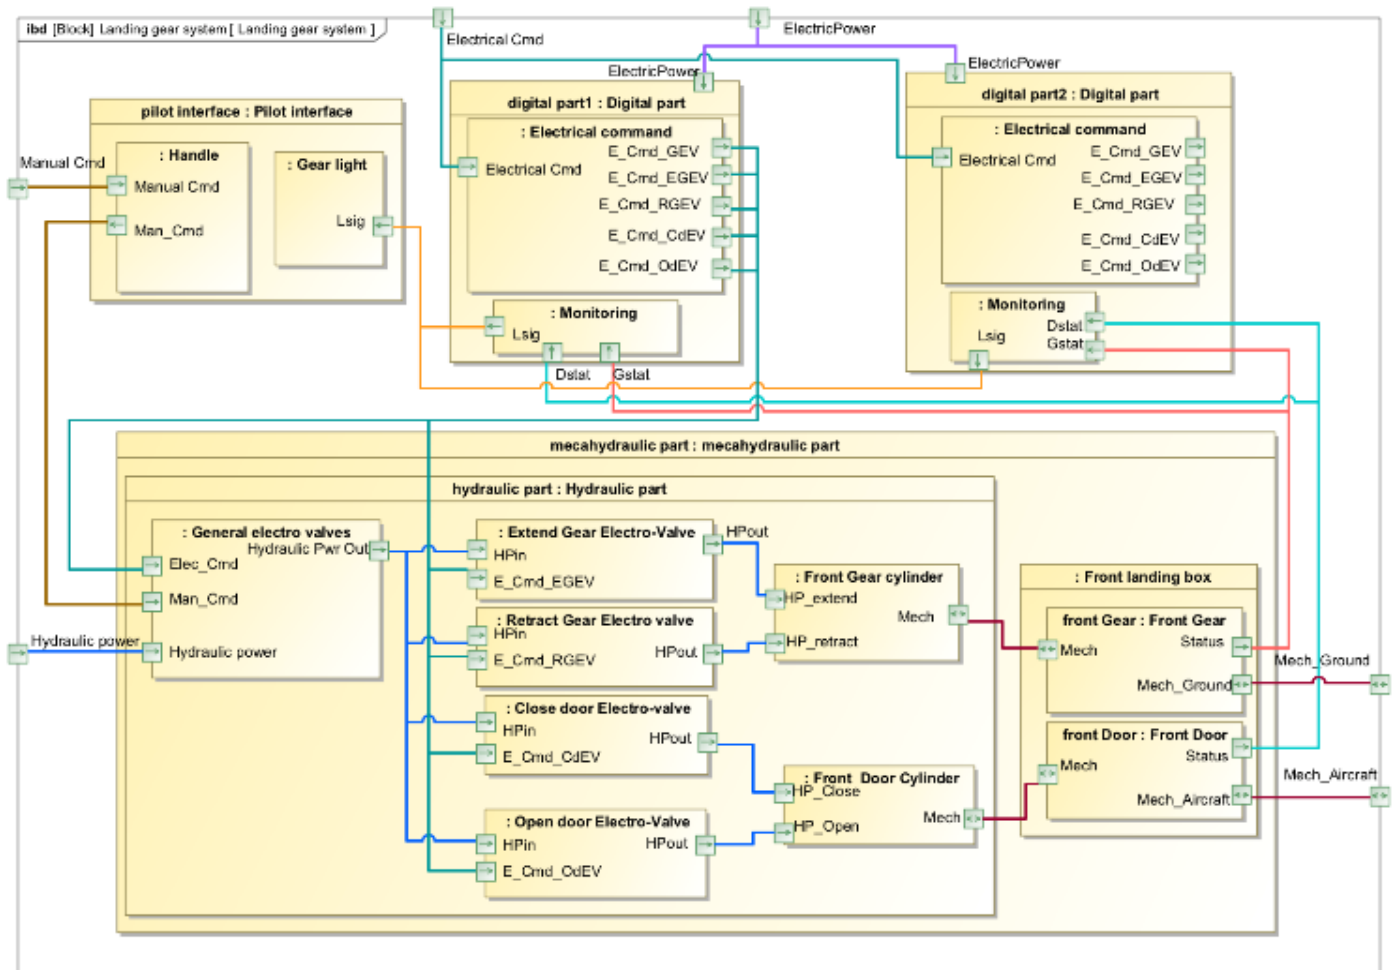 ibd [Block] Landing gear system [ Landing gear system ]
Electrical Cmd
ElectricPower
ElectricPower
ElectricPower
pilot interface : Pilot interface
Manual Cmd
: Handle
Manual Cmd
Man_Cmd
: Gear light
Lsig
digital part1 : Digital part
: Electrical command
Electrical Cmd
E_Cmd_GEV
E_Cmd_EGEV
E_Cmd_RGEV
E_Cmd_CdEV
E_Cmd_OdEV
: Monitoring
Lsig
Dstat
Gstat
digital part2 : Digital part
: Electrical command
Electrical Cmd
E_Cmd_GEV
E_Cmd_EGEV
E_Cmd_RGEV
E_Cmd_CdEV
E_Cmd_OdEV
: Monitoring
Lsig
Dstat
Gstat
mecahydraulic part : mecahydraulic part
hydraulic part : Hydraulic part
: General electro valves
Hydraulic Pwr Out
Elec_Cmd
Man_Cmd
Hydraulic power
Hydraulic power
: Extend Gear Electro-Valve
HPin
E_Cmd_EGEV
HPout
: Retract Gear Electro valve
HPin
E_Cmd_RGEV
HPout
: Close door Electro-valve
HPin
E_Cmd_CdEV
HPout
: Open door Electro-Valve
HPin
E_Cmd_OdEV
HPout
: Front Gear cylinder
HP_extend
HP_retract
Mech
: Front Door Cylinder
HP_Close
HP_Open
Mech
: Front landing box
front Gear : Front Gear
Mech
Status
Mech_Ground
Mech_Ground
front Door : Front Door
Mech
Status
Mech_Aircraft
Mech_Aircraft